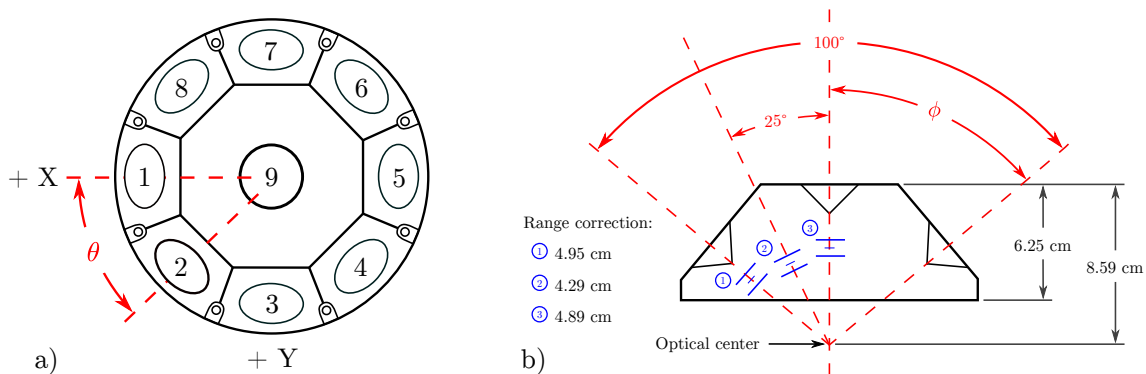 7
8
6
+ X
1
9
5
θ
2
4
3
a)
+ Y
100°
25°
ϕ
Range correction:
① 4.95 cm
② 4.29 cm
③ 4.89 cm
③
②
①
6.25 cm
8.59 cm
Optical center
b)